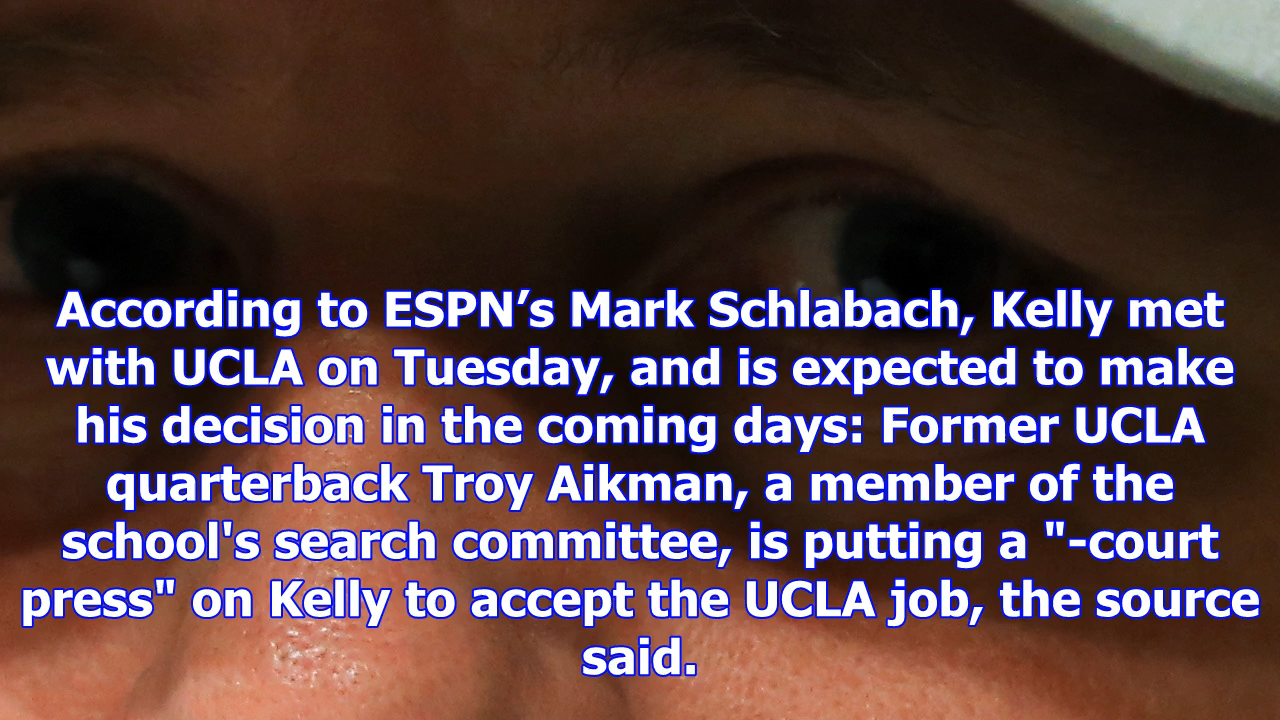 According to ESPN’s Mark Schlabach, Kelly met
with UCLA on Tuesday, and is expected to make
his decision in the coming days: Former UCLA
quarterback Troy Aikman, a member of the
school's search committee, is putting a "-court
press" on Kelly to accept the UCLA job, the source
said.